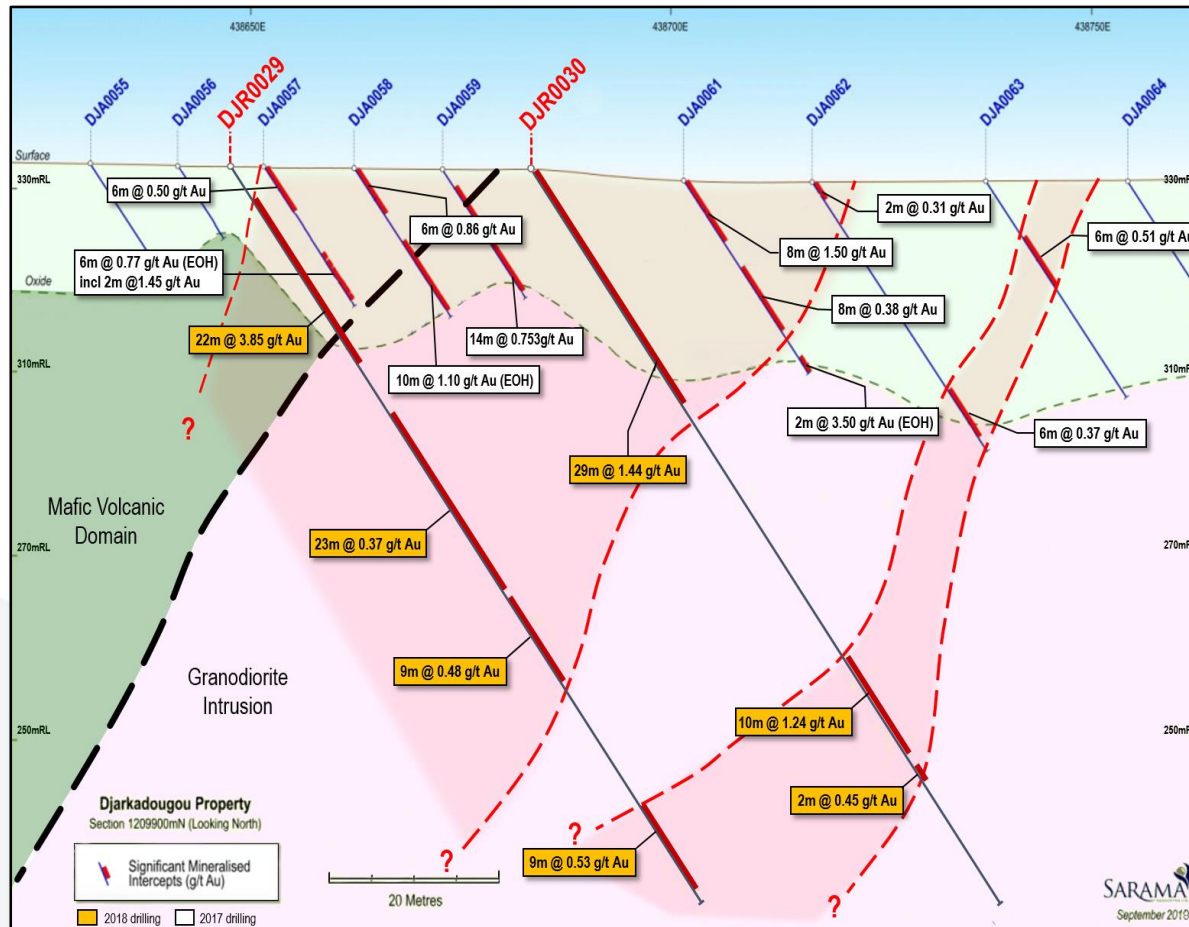 438650E
438700E
438750E
DJA0055
DJA0056
DJR0029
DJA0057
DJA0058
DJA0059
DJR0030
DJA0061
DJA0062
DJA0063
DJA0064
Surface
330mRL
330m
6m @ 0.50 g/t Au
2m @ 0.31 g/t Au
6m @ 0.86 g/t Au
6m @ 0.51 g/t Au
8m @ 1.50 g/t Au
6m @ 0.77 g/t Au (EOH)
incl 2m @1.45 g/t Au
Oxide
8m @ 0.38 g/t Au
22m @ 3.85 g/t Au
14m @ 0.753g/t Au
310mRL
310mR
10m @ 1.10 g/t Au (EOH)
2m @ 3.50 g/t Au (EOH)
6m @ 0.37 g/t Au
?
29m @ 1.44 g/t Au
Mafic Volcanic
Domain
23m @ 0.37 g/t Au
270mRL
270mR
9m @ 0.48 g/t Au
Granodiorite
Intrusion
10m @ 1.24 g/t Au
250mRL
250mR
2m @ 0.45 g/t Au
Djarkadougou Property
Section 1209900mN (Looking North)
?
?
9m @ 0.53 g/t Au
Significant Mineralised
Intercepts (g/t Au)
20 Metres
?
SARAMA
2018 drilling
2017 drilling
September 2019